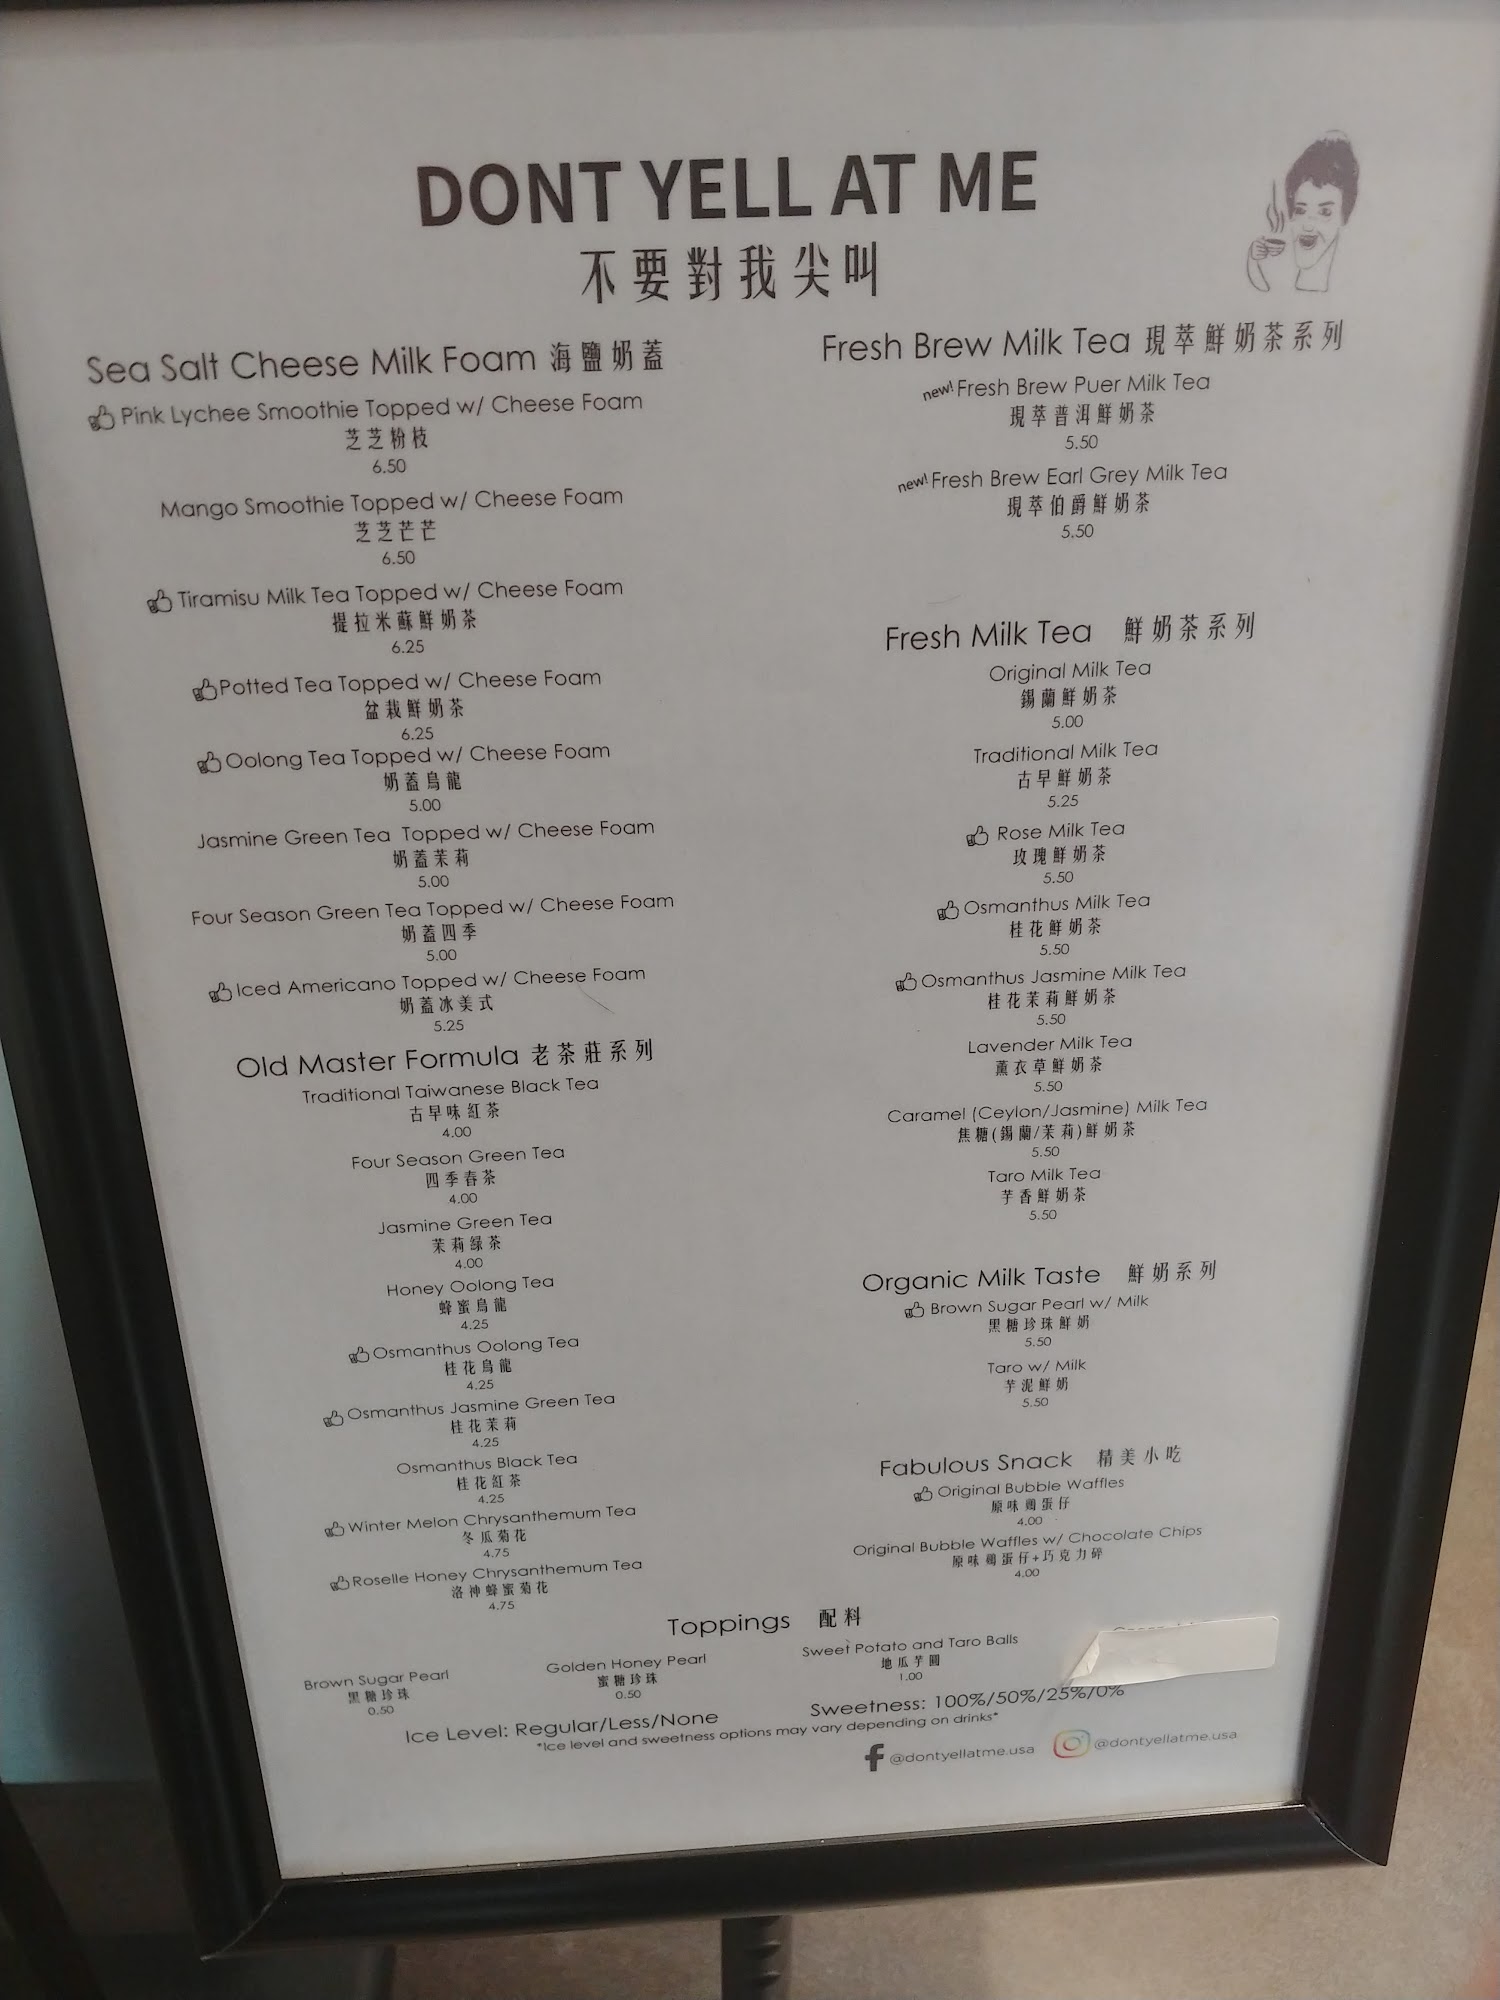 DONT YELL AT ME
不要對我尖叫
Sea Salt Cheese Milk Foam 海鹽奶蓋
Pink Lychee Smoothie Topped w/ Cheese Foam
芝芝粉枝
6.50
Mango Smoothie Topped w/ Cheese Foam
芝芝芒芒
6.50
Tiramisu Milk Tea Topped w/ Cheese Foam
提拉米蘇鮮奶茶
6.25
Potted Tea Topped w/ Cheese Foam
盆栽鮮奶茶
6.25
Oolong Tea Topped w/ Cheese Foam
奶蓋烏龍
5.00
Jasmine Green Tea Topped w/ Cheese Foam
奶蓋茉莉
5.00
Four Season Green Tea Topped w/ Cheese Foam
奶蓋四季
5.00
Iced Americano Topped w/ Cheese Foam
奶蓋冰美式
5.25
Old Master Formula 老茶莊系列
Traditional Taiwanese Black Tea
古早味紅茶
4.00
Four Season Green Tea
四季春茶
4.00
Jasmine Green Tea
茉莉綠茶
4.00
Honey Oolong Tea
蜂蜜烏龍
4.25
Osmanthus Oolong Tea
桂花烏龍
4.25
Osmanthus Jasmine Green Tea
桂花茉莉
4.25
Osmanthus Black Tea
桂花紅茶
4.25
Winter Melon Chrysanthemum Tea
冬瓜菊花
4.75
Roselle Honey Chrysanthemum Tea
洛神蜂蜜菊花
4.75
Fresh Brew Milk Tea 現萃鮮奶茶系列
new! Fresh Brew Puer Milk Tea
現萃普洱鮮奶茶
5.50
new! Fresh Brew Earl Grey Milk Tea
現萃伯爵鮮奶茶
5.50
Fresh Milk Tea 鮮奶茶系列
Original Milk Tea
錫蘭鮮奶茶
5.00
Traditional Milk Tea
古早鮮奶茶
5.25
Rose Milk Tea
玫瑰鮮奶茶
5.50
Osmanthus Milk Tea
桂花鮮奶茶
5.50
Osmanthus Jasmine Milk Tea
桂花茉莉鮮奶茶
5.50
Lavender Milk Tea
薰衣草鮮奶茶
5.50
Caramel (Ceylon/Jasmine) Milk Tea
焦糖(錫蘭/茉莉)鮮奶茶
5.50
Taro Milk Tea
芋香鮮奶茶
5.50
Organic Milk Taste 鮮奶系列
Brown Sugar Pearl w/ Milk
黑糖珍珠鮮奶
5.50
Taro w/ Milk
芋泥鮮奶
5.50
Fabulous Snack 精美小吃
Original Bubble Waffles
原味鷄蛋仔
4.00
Original Bubble Waffles w/ Chocolate Chips
原味鷄蛋仔+巧克力碎
4.00
Toppings 配料
Brown Sugar Pearl
黑糖珍珠
0.50
Golden Honey Pearl
蜜糖珍珠
0.50
Sweet Potato and Taro Balls
地瓜芋圓
1.00
Ice Level: Regular/Less/None
Sweetness: 100%/50%/25%/0%
*Ice level and sweetness options may vary depending on drinks*
@dontyellatme.usa
@dontyellatme.usa